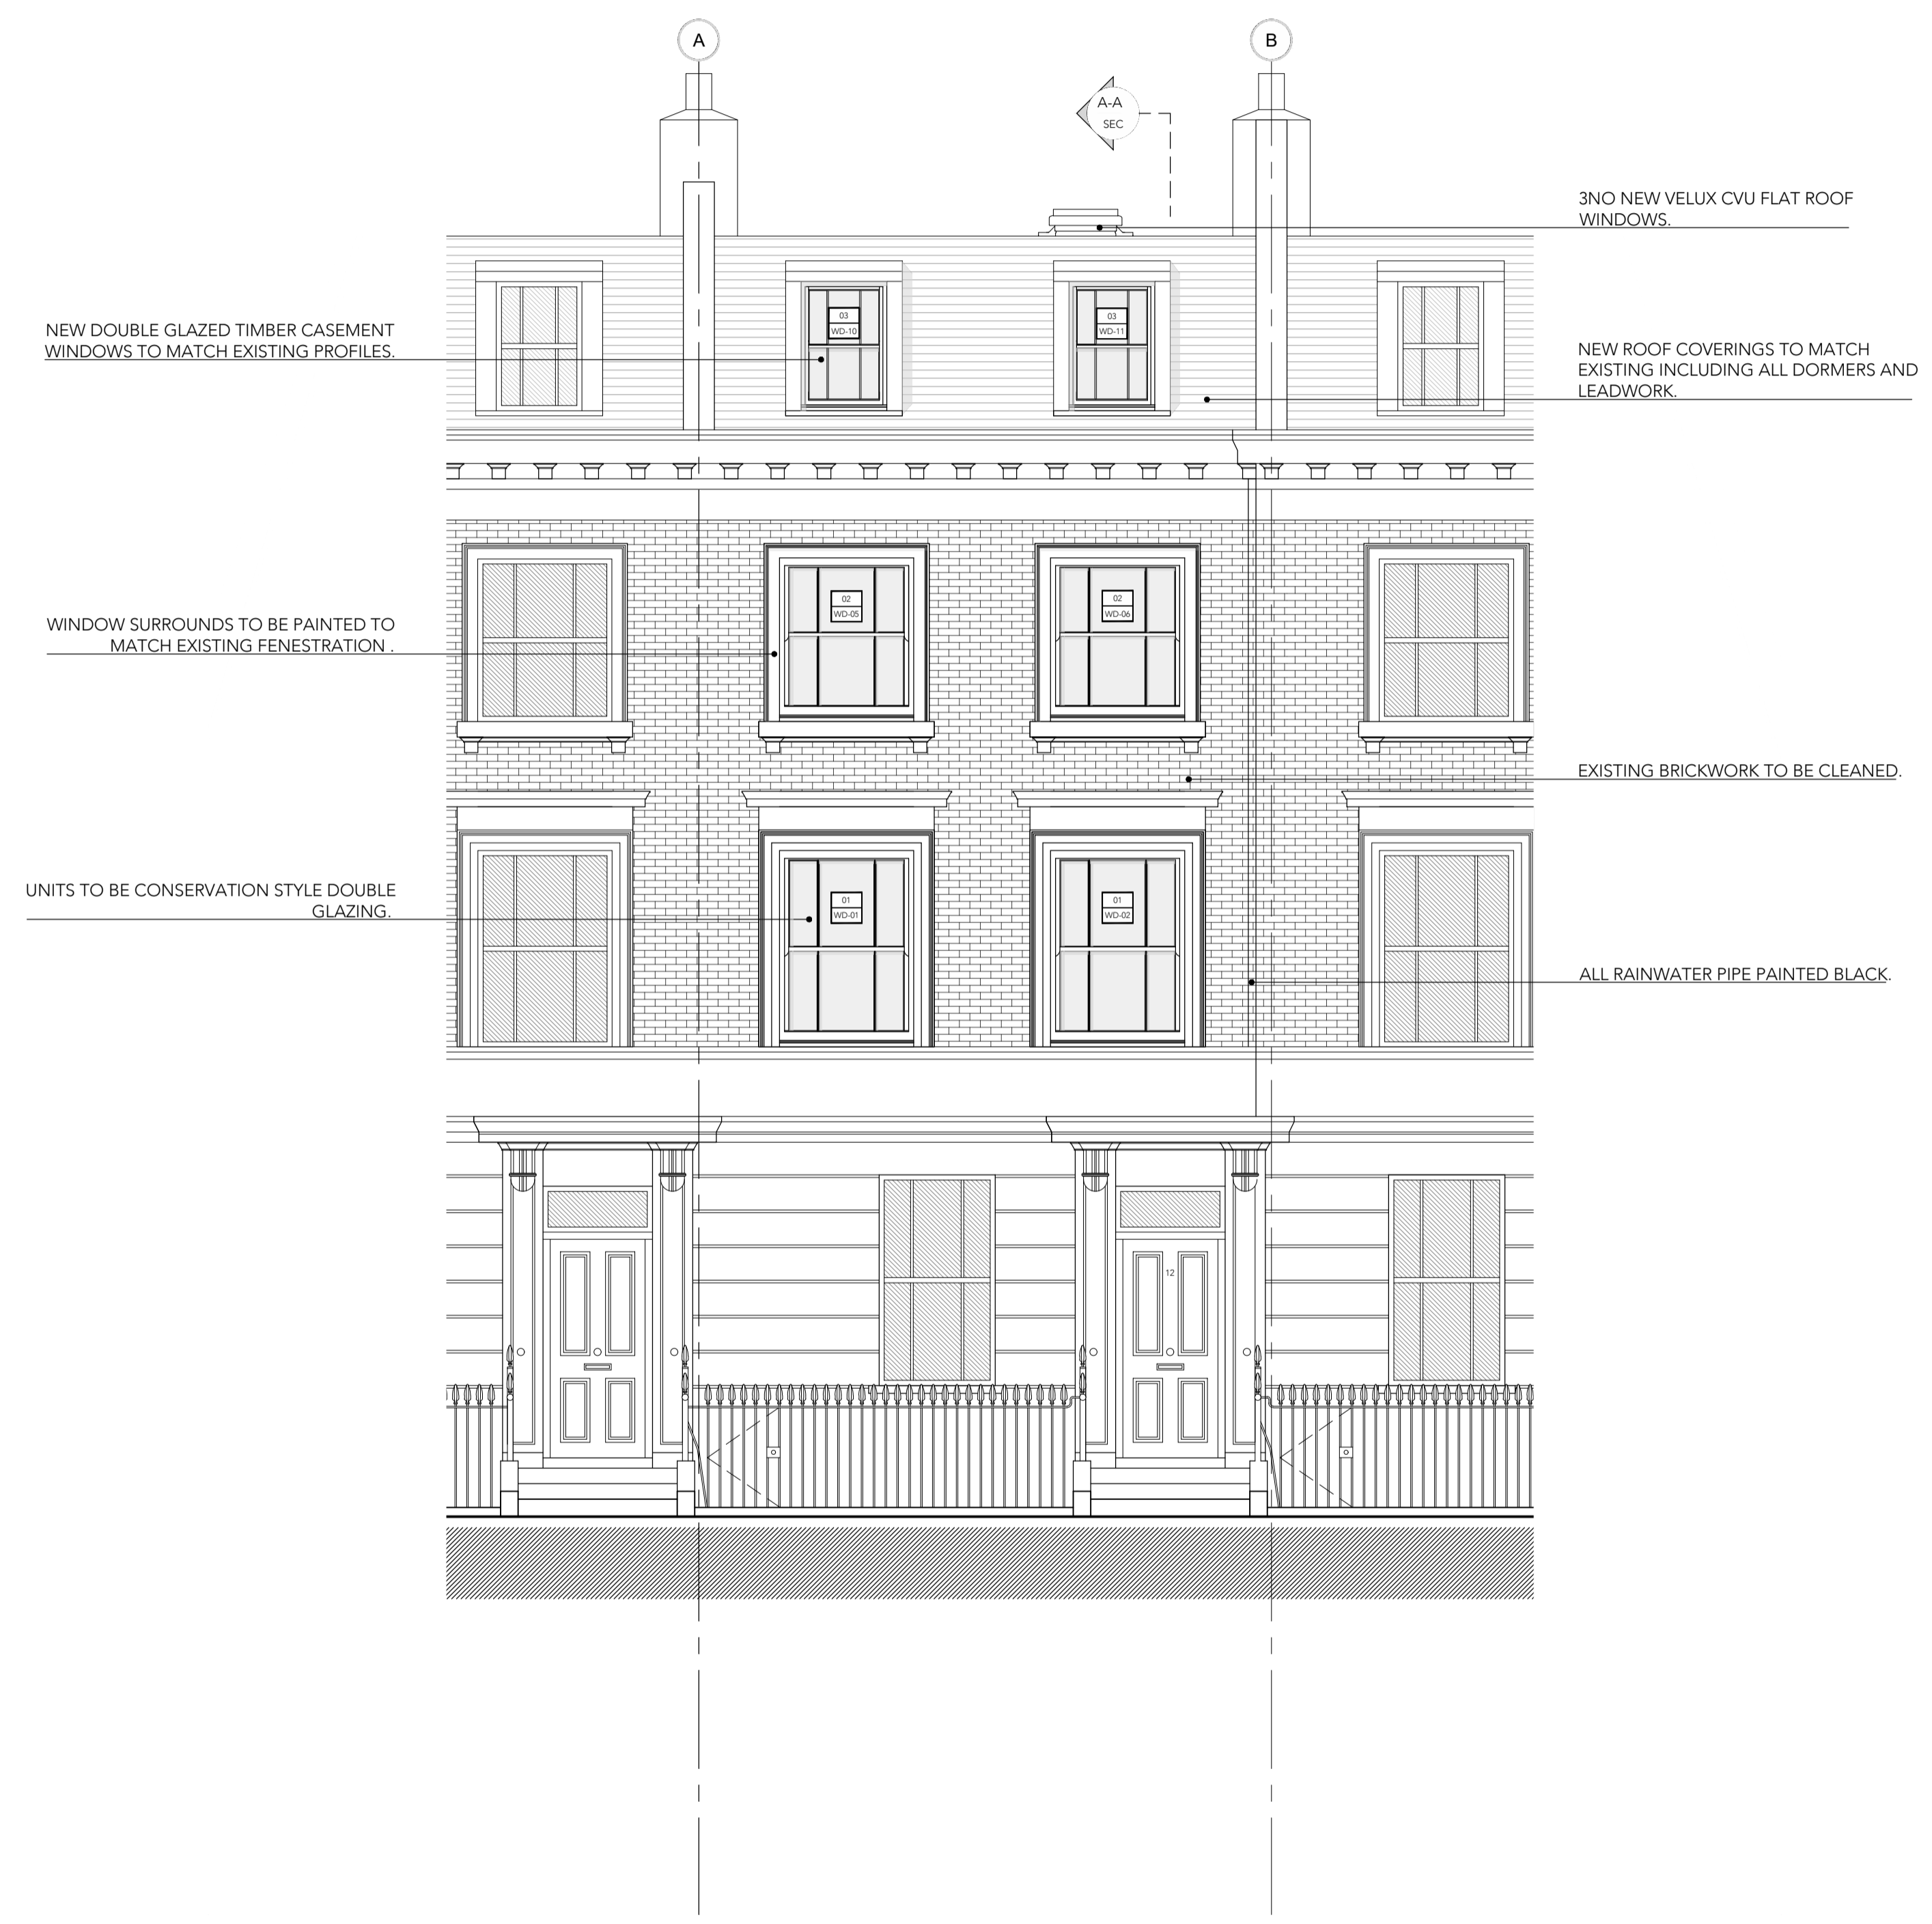 A
B
A-A
SEC
3NO NEW VELUX CVU FLAT ROOF
WINDOWS.
NEW DOUBLE GLAZED TIMBER CASEMENT
WINDOWS TO MATCH EXISTING PROFILES.
03
WD-10
03
WD-11
NEW ROOF COVERINGS TO MATCH
EXISTING INCLUDING ALL DORMERS AND
LEADWORK.
WINDOW SURROUNDS TO BE PAINTED TO
MATCH EXISTING FENESTRATION .
02
WD-05
02
WD-06
EXISTING BRICKWORK TO BE CLEANED.
UNITS TO BE CONSERVATION STYLE DOUBLE
GLAZING.
01
WD-01
01
WD-02
ALL RAINWATER PIPE PAINTED BLACK.
12